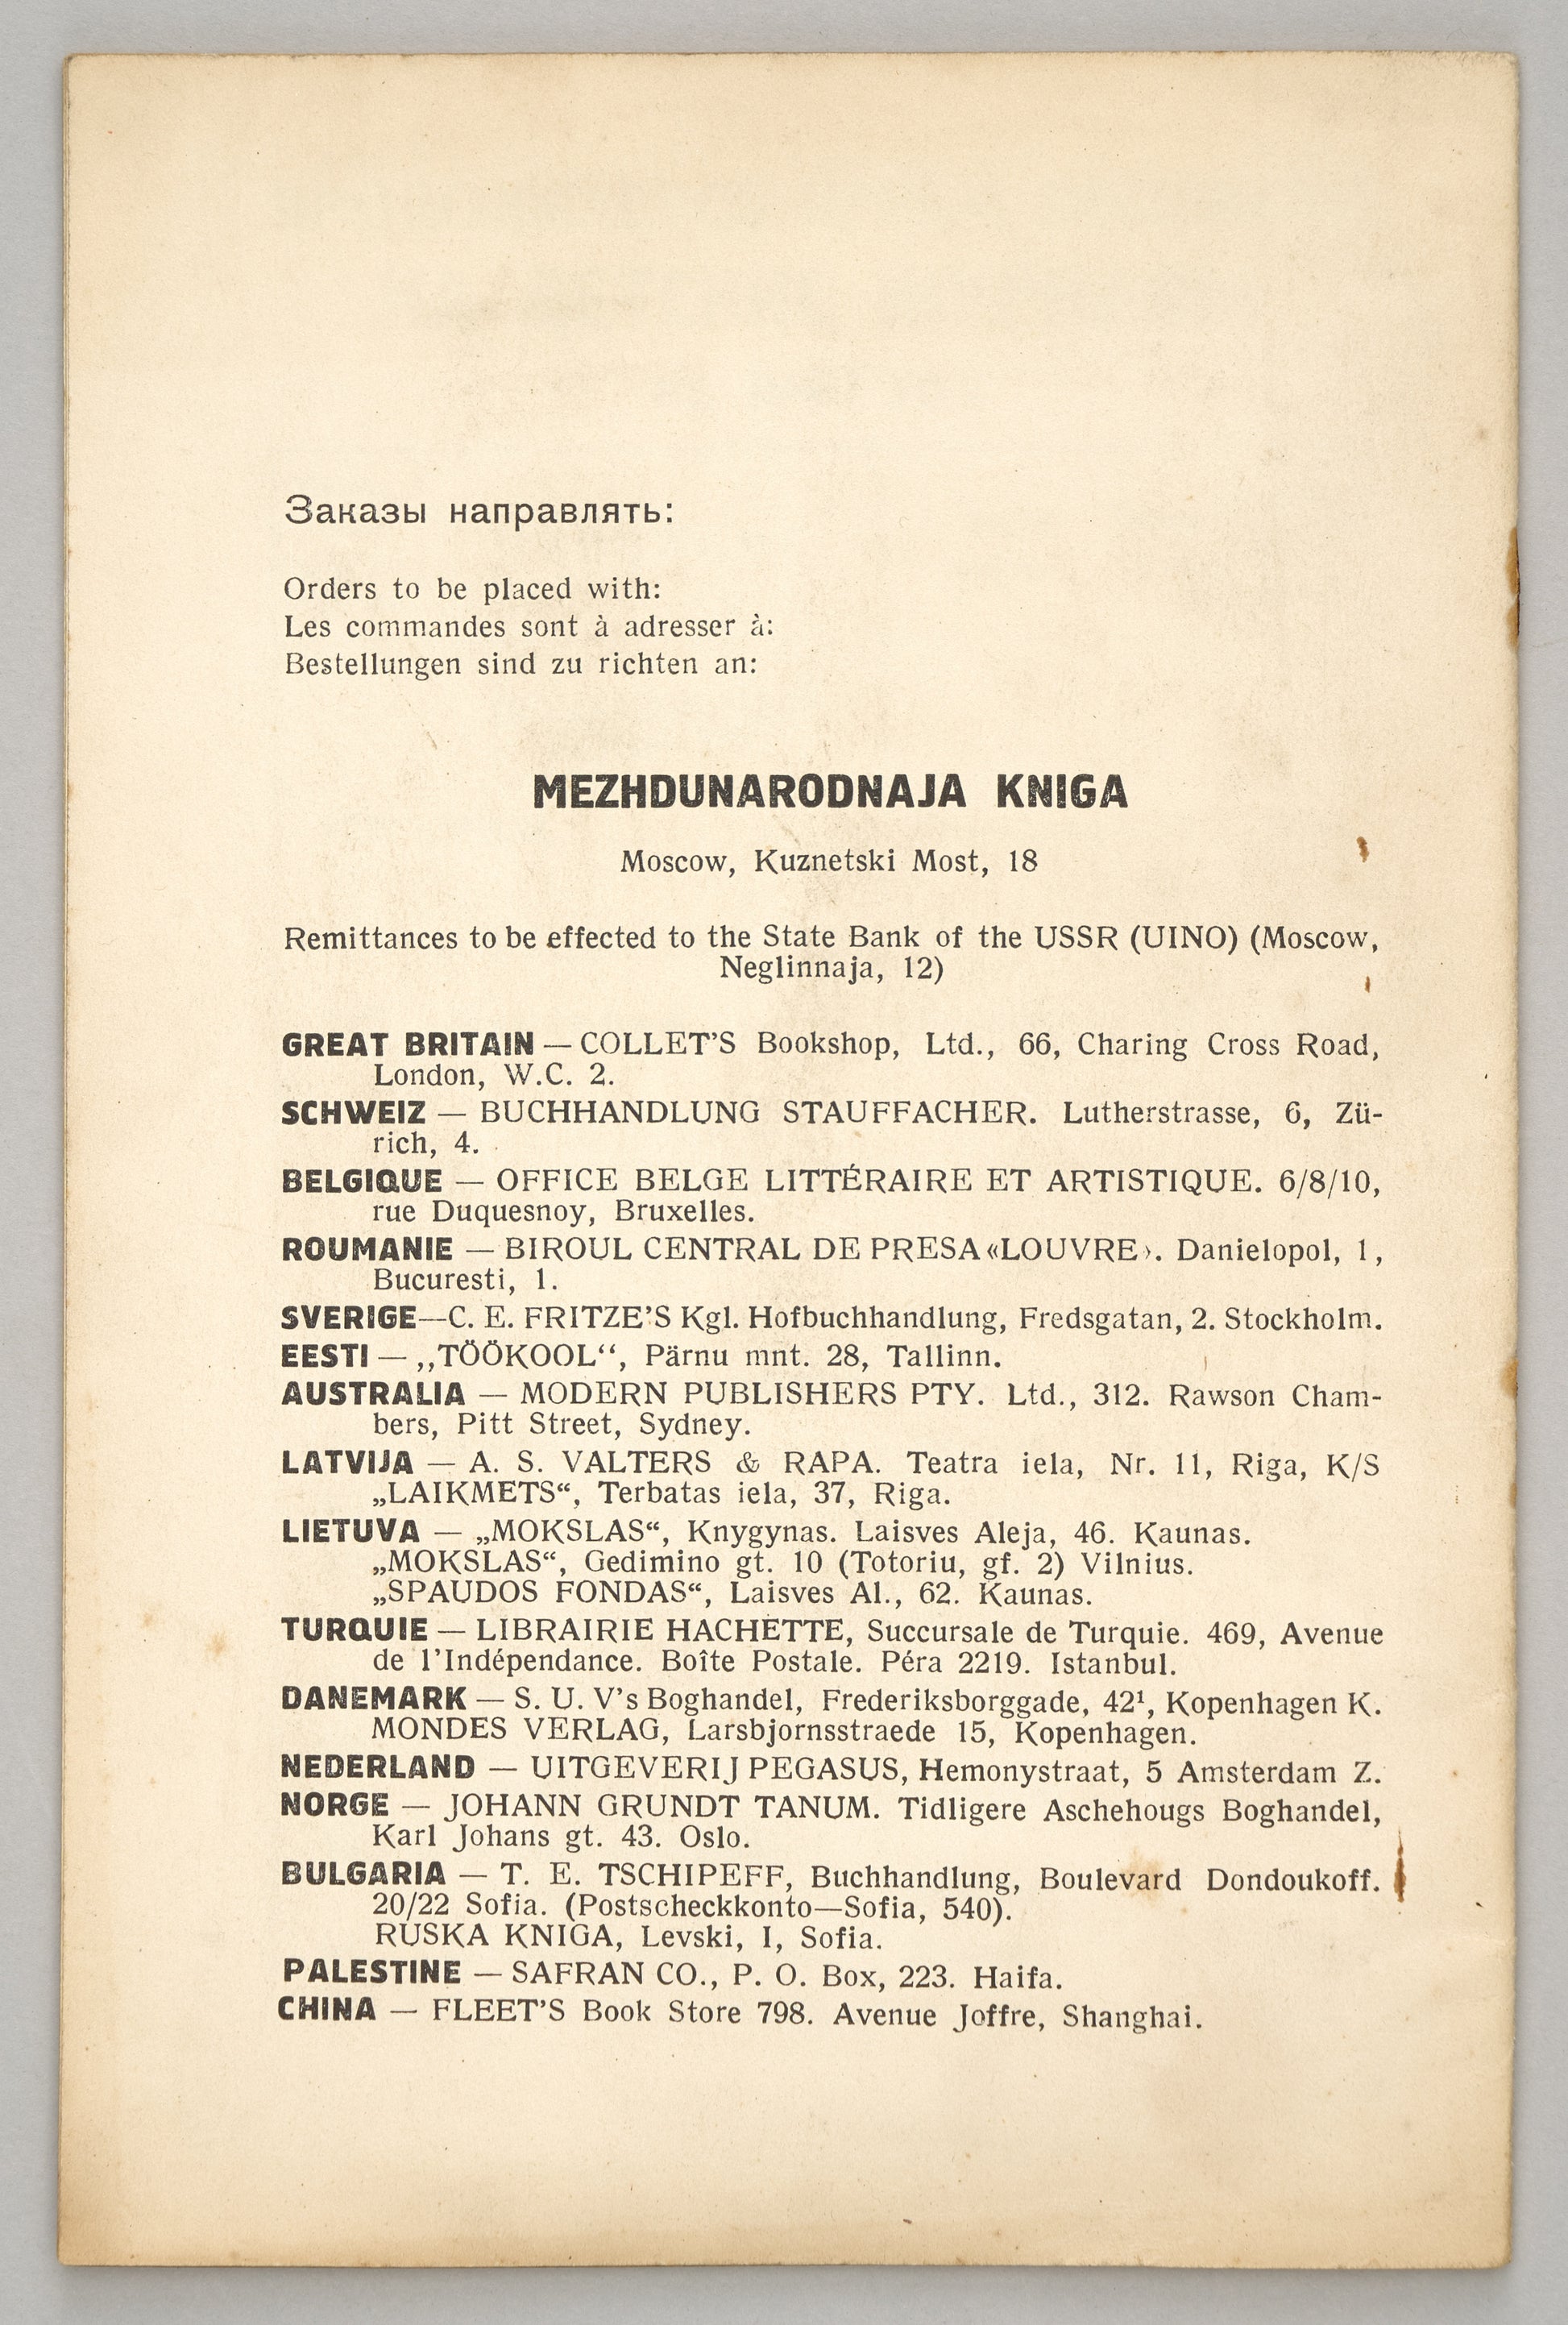 Заказы направлять:
Orders to be placed with:
Les commandes sont à adresser à:
Bestellungen sind zu richten an:
MEZHDUNARODNAJA KNIGA
Moscow, Kuznetski Most, 18
Remittances to be effected to the State Bank of the USSR (UINO) (Moscow,
Neglinnaja, 12)
GREAT BRITAIN — COLLET'S Bookshop, Ltd., 66, Charing Cross Road,
London, W.C. 2.
SCHWEIZ — BUCHHANDLUNG STAUFFACHER. Lutherstrasse, 6, Zü-
rich, 4.
BELGIQUE — OFFICE BELGE LITTÉRAIRE ET ARTISTIQUE. 6/8/10,
rue Duquesnoy, Bruxelles.
ROUMANIE — BIROUL CENTRAL DE PRESA «LOUVRE›. Danielopol, 1,
Bucuresti, 1.
SVERIGE—C. E. FRITZE'S Kgl. Hofbuchhandlung, Fredsgatan, 2. Stockholm.
EESTI — ,,TÖÖKOOL“, Pärnu mnt. 28, Tallinn.
AUSTRALIA — MODERN PUBLISHERS PTY. Ltd., 312. Rawson Cham-
bers, Pitt Street, Sydney.
LATVIJA — A. S. VALTERS & RAPA. Teatra iela, Nr. 11, Riga, K/S
„LAIKMETS“, Terbatas iela, 37, Riga.
LIETUVA — „MOKSLAS“, Knygynas. Laisves Aleja, 46. Kaunas.
„MOKSLAS“, Gedimino gt. 10 (Totoriu, gf. 2) Vilnius.
„SPAUDOS FONDAS“, Laisves Al., 62. Kaunas.
TURQUIE — LIBRAIRIE HACHETTE, Succursale de Turquie. 469, Avenue
de l'Indépendance. Boîte Postale. Péra 2219. Istanbul.
DANEMARK — S. U. V's Boghandel, Frederiksborggade, 42¹, Kopenhagen K.
MONDES VERLAG, Larsbjornsstraede 15, Kopenhagen.
NEDERLAND — UITGEVERIJ PEGASUS, Hemonystraat, 5 Amsterdam Z.
NORGE — JOHANN GRUNDT TANUM. Tidligere Aschehougs Boghandel,
Karl Johans gt. 43. Oslo.
BULGARIA — T. E. TSCHIPEFF, Buchhandlung, Boulevard Dondoukoff.
20/22 Sofia. (Postscheckkonto—Sofia, 540).
RUSKA KNIGA, Levski, I, Sofia.
PALESTINE — SAFRAN CO., P. O. Box, 223. Haifa.
CHINA — FLEET'S Book Store 798. Avenue Joffre, Shanghai.